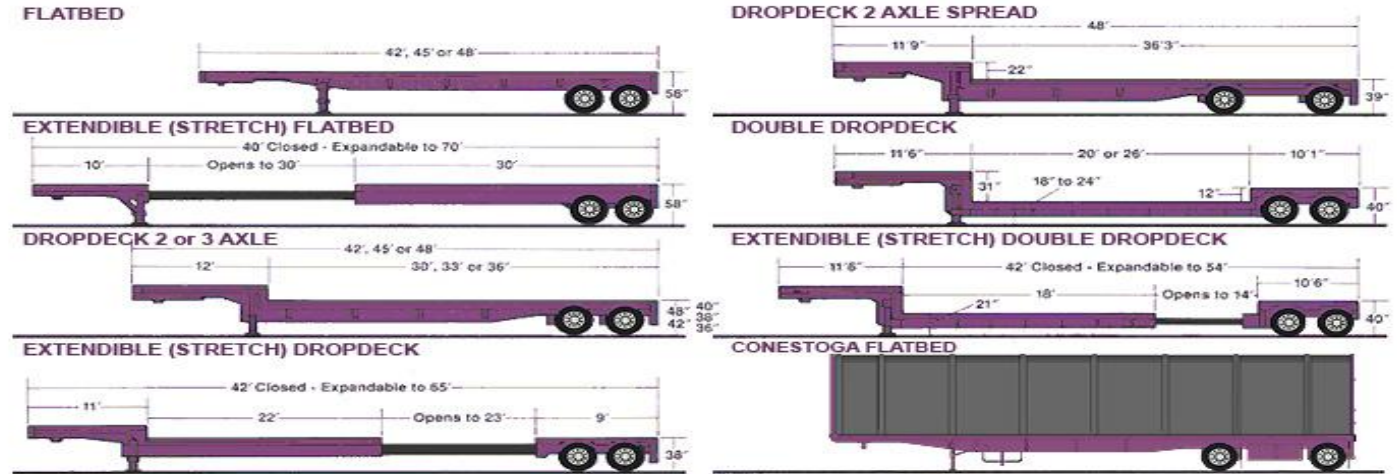 FLATBED
42', 45' or 48'
58"
EXTENDIBLE (STRETCH) FLATBED
40' Closed - Expandable to 70'
10'
Opens to 30'
30'
58"
DROPDECK 2 or 3 AXLE
42', 45' or 48'
12'
30', 33' or 36'
48"
42"
40"
38"
36"
EXTENDIBLE (STRETCH) DROPDECK
42' Closed - Expandable to 65'
11'
22'
Opens to 23'
9'
38"
DROPDECK 2 AXLE SPREAD
48'
11'9"
36'3"
22"
39"
DOUBLE DROPDECK
11'6"
20' or 26'
10'1"
31"
18" to 24"
12"
40"
EXTENDIBLE (STRETCH) DOUBLE DROPDECK
11'6"
42' Closed - Expandable to 54'
10'6"
18'
Opens to 14'
21"
40"
CONESTOGA FLATBED